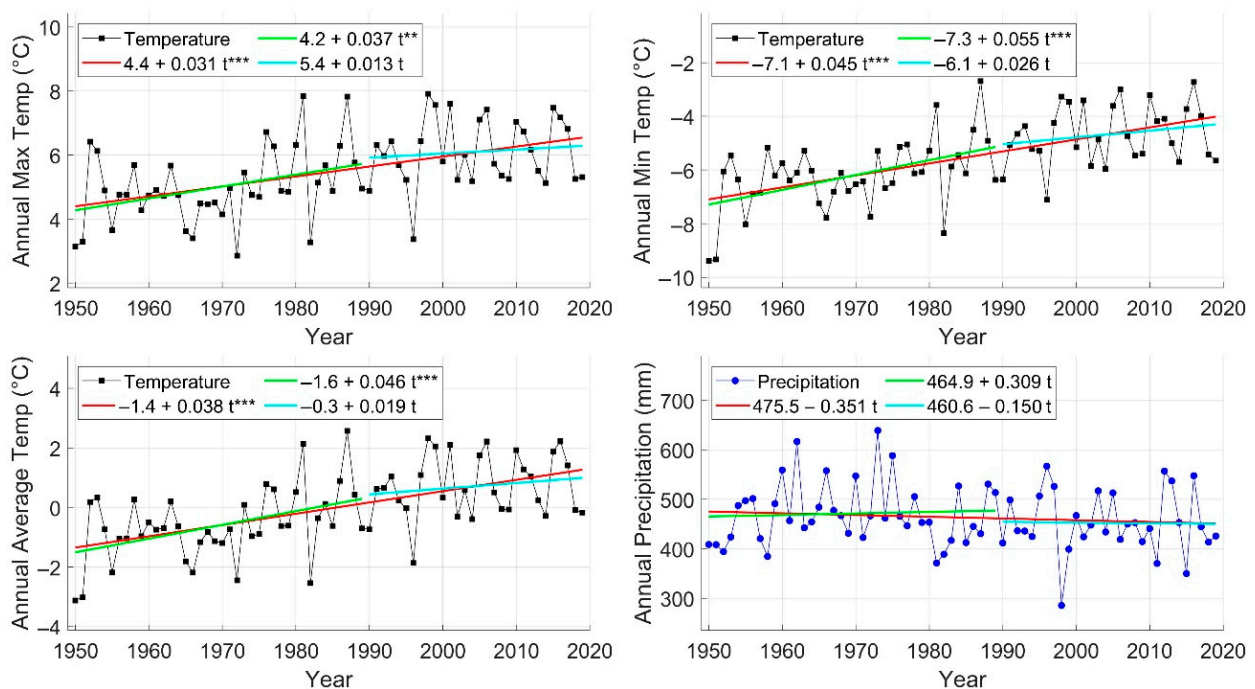 Annual Max Temp (°C)
10
8
6
4
2
Temperature
4.2 + 0.037 t**
4.4 + 0.031 t***
5.4 + 0.013 t
1950 1960 1970 1980 1990 2000 2010 2020
Year
Annual Min Temp (°C)
−2
−4
−6
−8
−10
Temperature
−7.3 + 0.055 t***
−7.1 + 0.045 t***
−6.1 + 0.026 t
1950 1960 1970 1980 1990 2000 2010 2020
Year
Annual Average Temp (°C)
4
2
0
−2
−4
Temperature
−1.6 + 0.046 t***
−1.4 + 0.038 t***
−0.3 + 0.019 t
1950 1960 1970 1980 1990 2000 2010 2020
Year
Annual Precipitation (mm)
700
600
500
400
300
Precipitation
464.9 + 0.309 t
475.5 − 0.351 t
460.6 − 0.150 t
1950 1960 1970 1980 1990 2000 2010 2020
Year